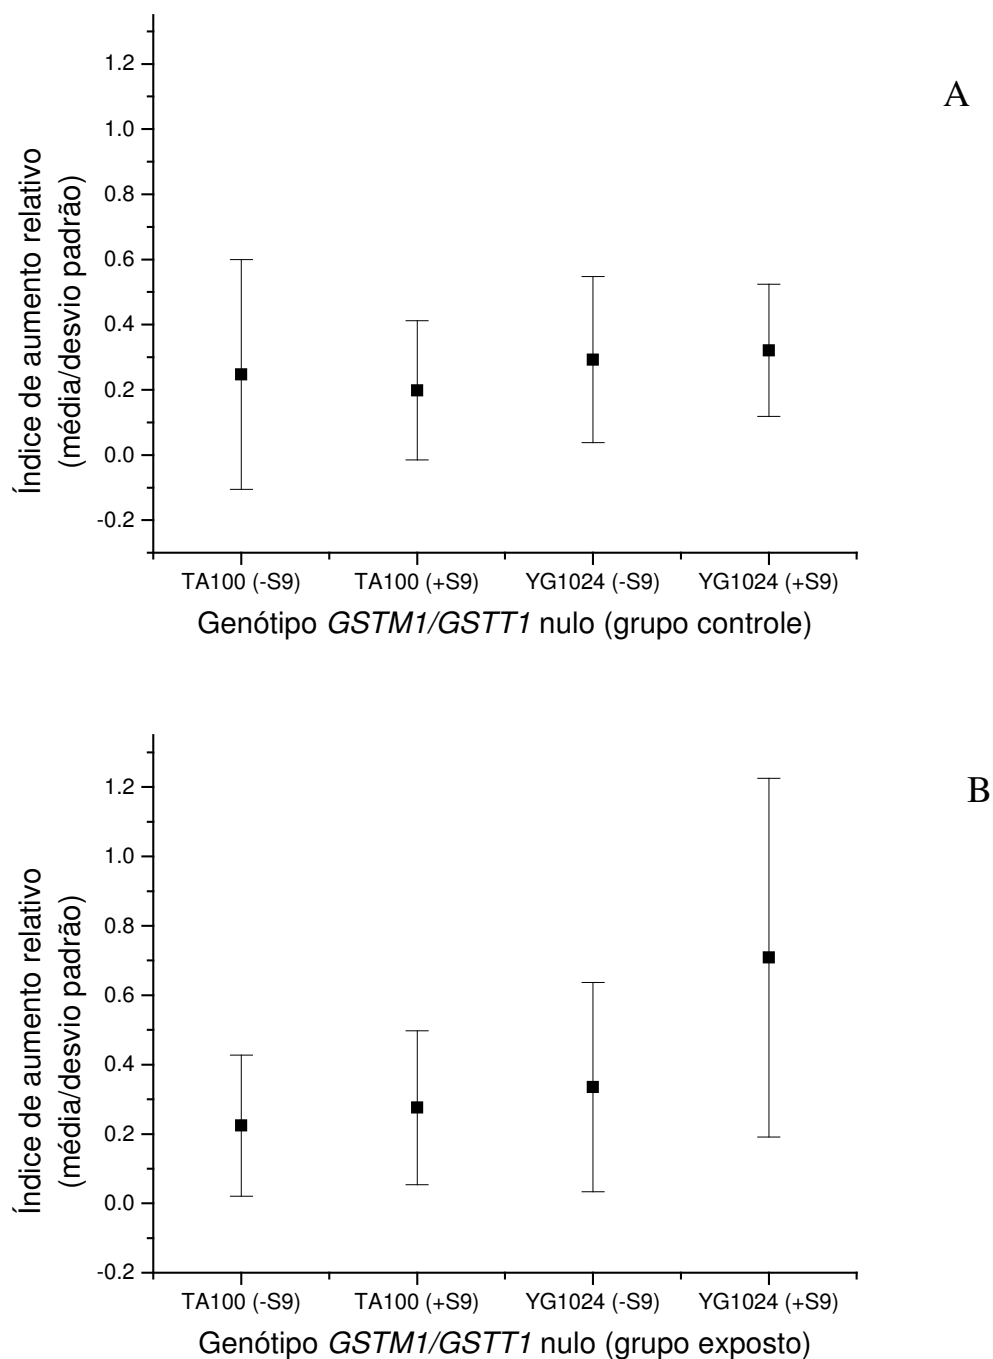 A
1.2
1.0
0.8
0.6
0.4
0.2
0.0
-0.2
Índice de aumento relativo
(média/desvio padrão)
TA100 (-S9) TA100 (+S9) YG1024 (-S9) YG1024 (+S9)
Genótipo GSTM1/GSTT1 nulo (grupo controle)
B
1.2
1.0
0.8
0.6
0.4
0.2
0.0
-0.2
Índice de aumento relativo
(média/desvio padrão)
TA100 (-S9) TA100 (+S9) YG1024 (-S9) YG1024 (+S9)
Genótipo GSTM1/GSTT1 nulo (grupo exposto)